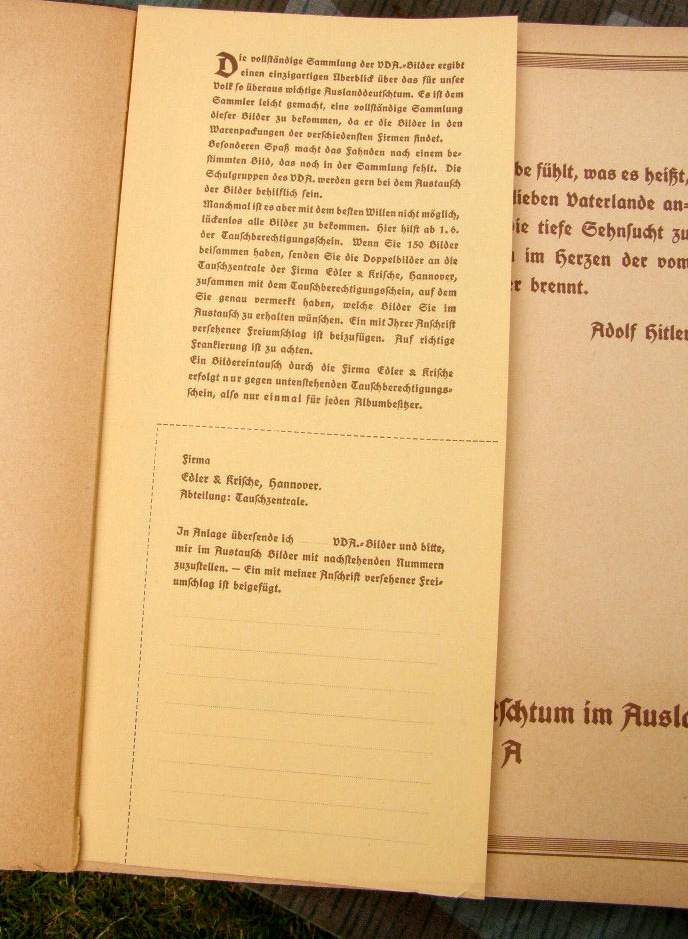 Die vollständige Sammlung der VDA.-Bilder ergibt
einen einzigartigen Überblick über das für unser
Volk so überaus wichtige Auslanddeutschtum. Es ist dem
Sammler leicht gemacht, eine vollständige Sammlung
dieser Bilder zu bekommen, da er die Bilder in den
Warenpackungen der verschiedensten Firmen findet.
Besonderen Spaß macht das Fahnden nach einem be-
stimmten Bild, das noch in der Sammlung fehlt. Die
Schulgruppen des VDA. werden gern bei dem Austausch
der Bilder behilflich sein.
Manchmal ist es aber mit dem besten Willen nicht möglich,
lückenlos alle Bilder zu bekommen. Hier hilft ab 1. 6.
der Tauschberechtigungsschein. Wenn Sie 150 Bilder
beisammen haben, senden Sie die Doppelbilder an die
Tauschzentrale der Firma Edler & Krische, Hannover,
zusammen mit dem Tauschberechtigungsschein, auf dem
Sie genau vermerkt haben, welche Bilder Sie im
Austausch zu erhalten wünschen. Ein mit Ihrer Anschrift
versehener Freiumschlag ist beizufügen. Auf richtige
Frankierung ist zu achten.
Ein Bildereintausch durch die Firma Edler & Krische
erfolgt nur gegen untenstehenden Tauschberechtigungs-
schein, also nur einmal für jeden Albumbesitzer.
Firma
Edler & Krische, Hannover.
Abteilung: Tauschzentrale.
In Anlage übersende ich ........ VDA.-Bilder und bitte,
mir im Austausch Bilder mit nachstehenden Nummern
zuzustellen. — Ein mit meiner Anschrift versehener Frei-
umschlag ist beigefügt.
be fühlt, was es heißt,
lieben Vaterlande an-
ie tiefe Sehnsucht zu
im Herzen der vom
er brennt.
Adolf Hitler
tschtum im Ausla
A